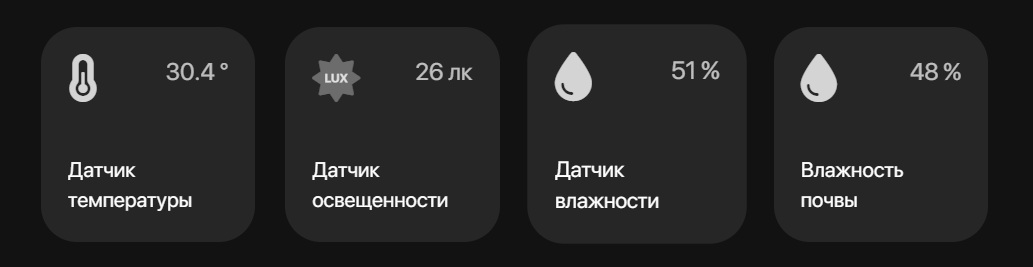 30.4 °
Датчик
температуры
LUX
26 лк
Датчик
освещенности
51 %
Датчик
влажности
48 %
Влажность
почвы